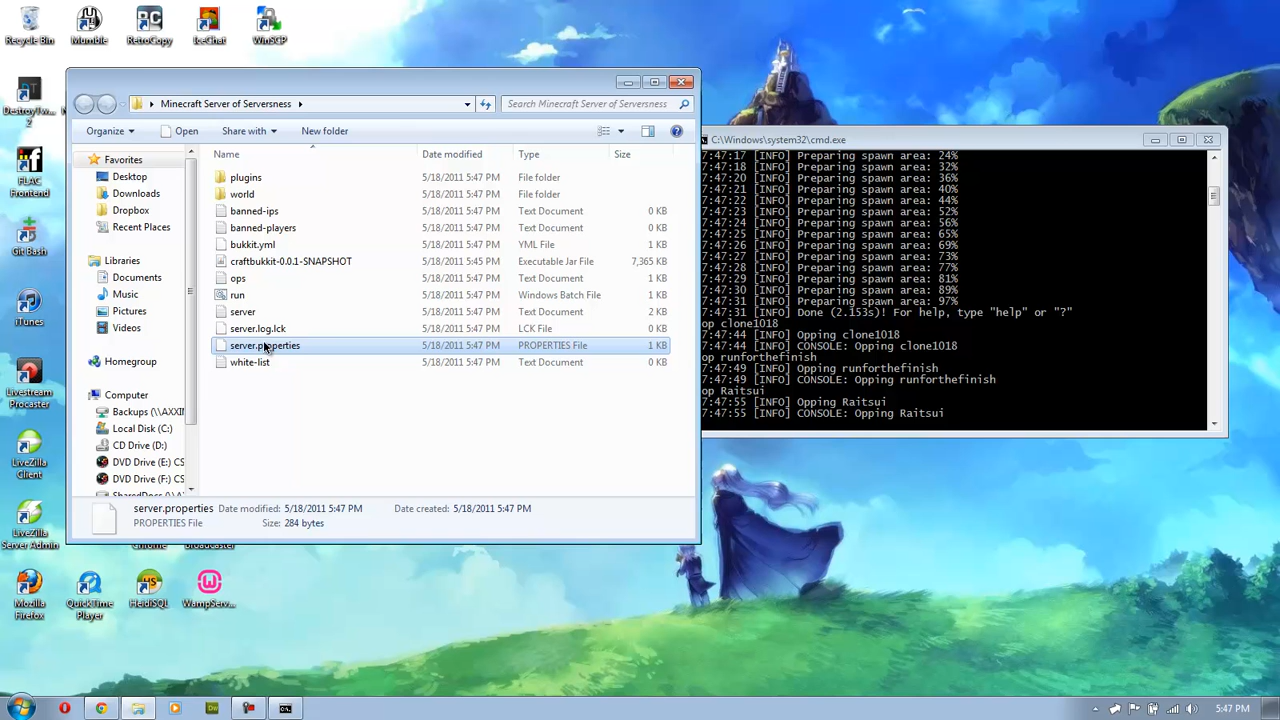 Recycle Bin
Mumble
RetroCopy
IceChat
WinSCP
DestroyTw...
2
FLAC
Frontend
Git Bash
iTunes
Livestream
Procaster
LiveZilla
Client
LiveZilla
Server Admin
Chrome
Broadcaster
Mozilla
Firefox
QuickTime
Player
HeidiSQL
WampServ...
Minecraft Server of Serversness
Search Minecraft Server of Serversness
Organize
Open
Share with
New folder
Name Date modified Type Size
Favorites
Desktop
Downloads
Dropbox
Recent Places
Libraries
Documents
Music
Pictures
Videos
Homegroup
Computer
Backups (\\AXXIN
Local Disk (C:)
CD Drive (D:)
DVD Drive (E:) CS
DVD Drive (F:) CS
SharedDocs (\\A
plugins 5/18/2011 5:47 PM File folder
world 5/18/2011 5:47 PM File folder
banned-ips 5/18/2011 5:47 PM Text Document 0 KB
banned-players 5/18/2011 5:47 PM Text Document 0 KB
bukkit.yml 5/18/2011 5:47 PM YML File 1 KB
craftbukkit-0.0.1-SNAPSHOT 5/18/2011 5:45 PM Executable Jar File 7,365 KB
ops 5/18/2011 5:47 PM Text Document 0 KB
run 5/18/2011 5:47 PM Windows Batch File 1 KB
server 5/18/2011 5:47 PM Text Document 2 KB
server.log.lck 5/18/2011 5:47 PM LCK File 0 KB
server.properties 5/18/2011 5:47 PM PROPERTIES File 1 KB
white-list 5/18/2011 5:47 PM Text Document 0 KB
server.properties Date modified: 5/18/2011 5:47 PM Date created: 5/18/2011 5:47 PM
PROPERTIES File Size: 284 bytes
C:\Windows\system32\cmd.exe
7:47:17 [INFO] Preparing spawn area: 24%
7:47:18 [INFO] Preparing spawn area: 32%
7:47:20 [INFO] Preparing spawn area: 36%
7:47:21 [INFO] Preparing spawn area: 40%
7:47:22 [INFO] Preparing spawn area: 44%
7:47:23 [INFO] Preparing spawn area: 52%
7:47:24 [INFO] Preparing spawn area: 56%
7:47:25 [INFO] Preparing spawn area: 65%
7:47:26 [INFO] Preparing spawn area: 69%
7:47:27 [INFO] Preparing spawn area: 73%
7:47:28 [INFO] Preparing spawn area: 77%
7:47:29 [INFO] Preparing spawn area: 81%
7:47:30 [INFO] Preparing spawn area: 89%
7:47:31 [INFO] Preparing spawn area: 97%
7:47:31 [INFO] Done (2.153s)! For help, type "help" or "?"
op clone1018
7:47:44 [INFO] Opping clone1018
7:47:44 [INFO] CONSOLE: Opping clone1018
op runforthefinish
7:47:49 [INFO] Opping runforthefinish
7:47:49 [INFO] CONSOLE: Opping runforthefinish
op Raitsui
7:47:55 [INFO] Opping Raitsui
7:47:55 [INFO] CONSOLE: Opping Raitsui
5:47 PM